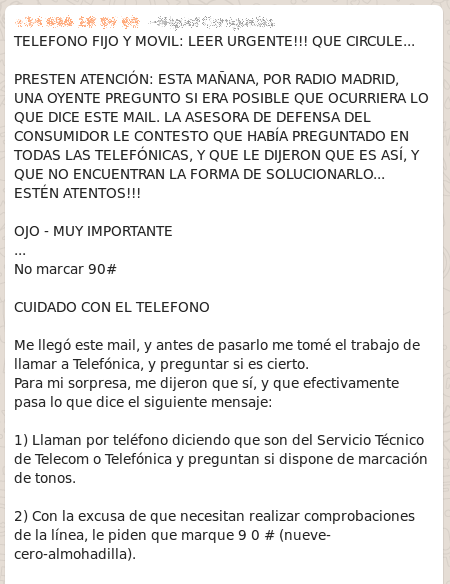 TELEFONO FIJO Y MOVIL: LEER URGENTE!!! QUE CIRCULE...
PRESTEN ATENCIÓN: ESTA MAÑANA, POR RADIO MADRID,
UNA OYENTE PREGUNTO SI ERA POSIBLE QUE OCURRIERA LO
QUE DICE ESTE MAIL. LA ASESORA DE DEFENSA DEL
CONSUMIDOR LE CONTESTO QUE HABÍA PREGUNTADO EN
TODAS LAS TELEFÓNICAS, Y QUE LE DIJERON QUE ES ASÍ, Y
QUE NO ENCUENTRAN LA FORMA DE SOLUCIONARLO...
ESTÉN ATENTOS!!!
OJO - MUY IMPORTANTE
...
No marcar 90#
CUIDADO CON EL TELEFONO
Me llegó este mail, y antes de pasarlo me tomé el trabajo de
llamar a Telefónica, y preguntar si es cierto.
Para mi sorpresa, me dijeron que sí, y que efectivamente
pasa lo que dice el siguiente mensaje:
1) Llaman por teléfono diciendo que son del Servicio Técnico
de Telecom o Telefónica y preguntan si dispone de marcación
de tonos.
2) Con la excusa de que necesitan realizar comprobaciones
de la línea, le piden que marque 9 0 # (nueve-
cero-almohadilla).